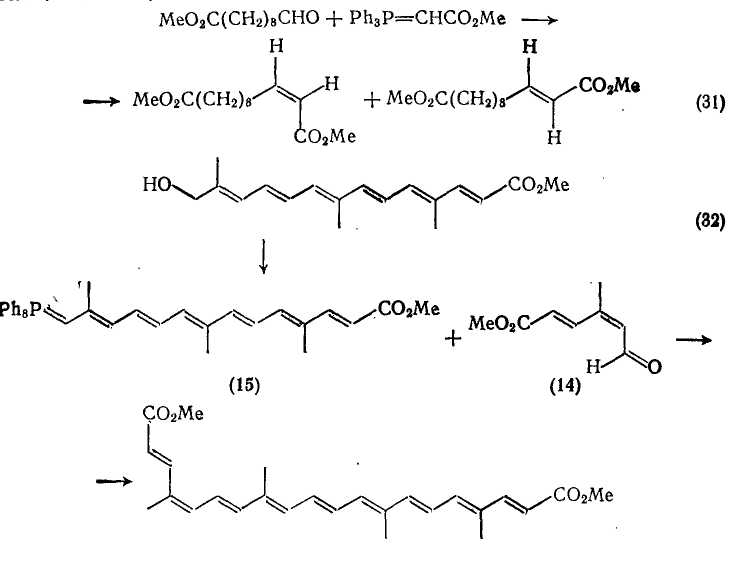 MeO₂C(CH₂)₈CHO + Ph₃P=CHCO₂Me →
→ MeO₂C(CH₂)₈ H H CO₂Me + MeO₂C(CH₂)₈ H CO₂Me H (31)
HO CO₂Me
(32)
Ph₈P CO₂Me + MeO₂C H O →
(15) (14)
CO₂Me
→ CO₂Me